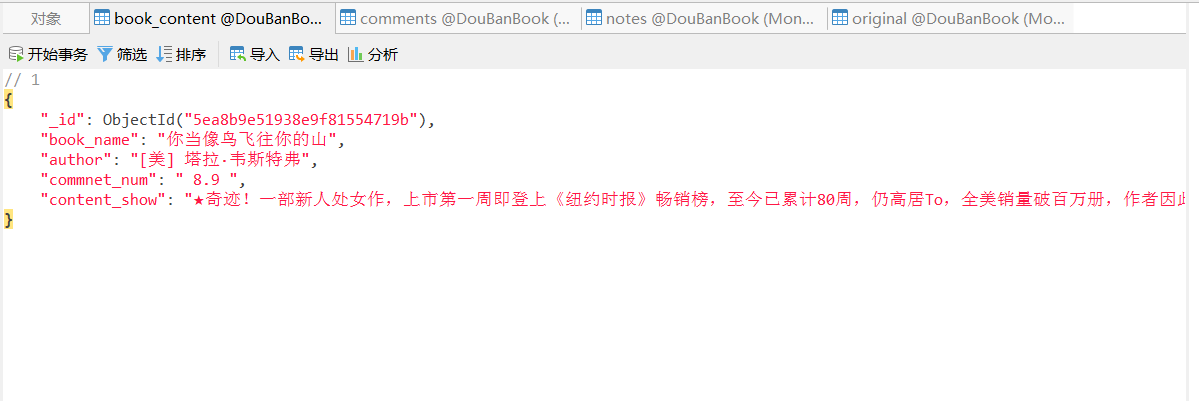 对象 book_content @DouBanBo... comments @DouBanBook (... notes @DouBanBook (Mon... original @DouBanBook (Mo...
开始事务 筛选 排序 导入 导出 分析
// 1
{
"_id": ObjectId("5ea8b9e51938e9f81554719b"),
"book_name": "你当像鸟飞往你的山",
"author": "[美] 塔拉·韦斯特弗",
"commnet_num": " 8.9 ",
"content_show": "★奇迹！一部新人处女作，上市第一周即登上《纽约时报》畅销榜，至今已累计80周，仍高居To，全美销量破百万册，作者因此
}